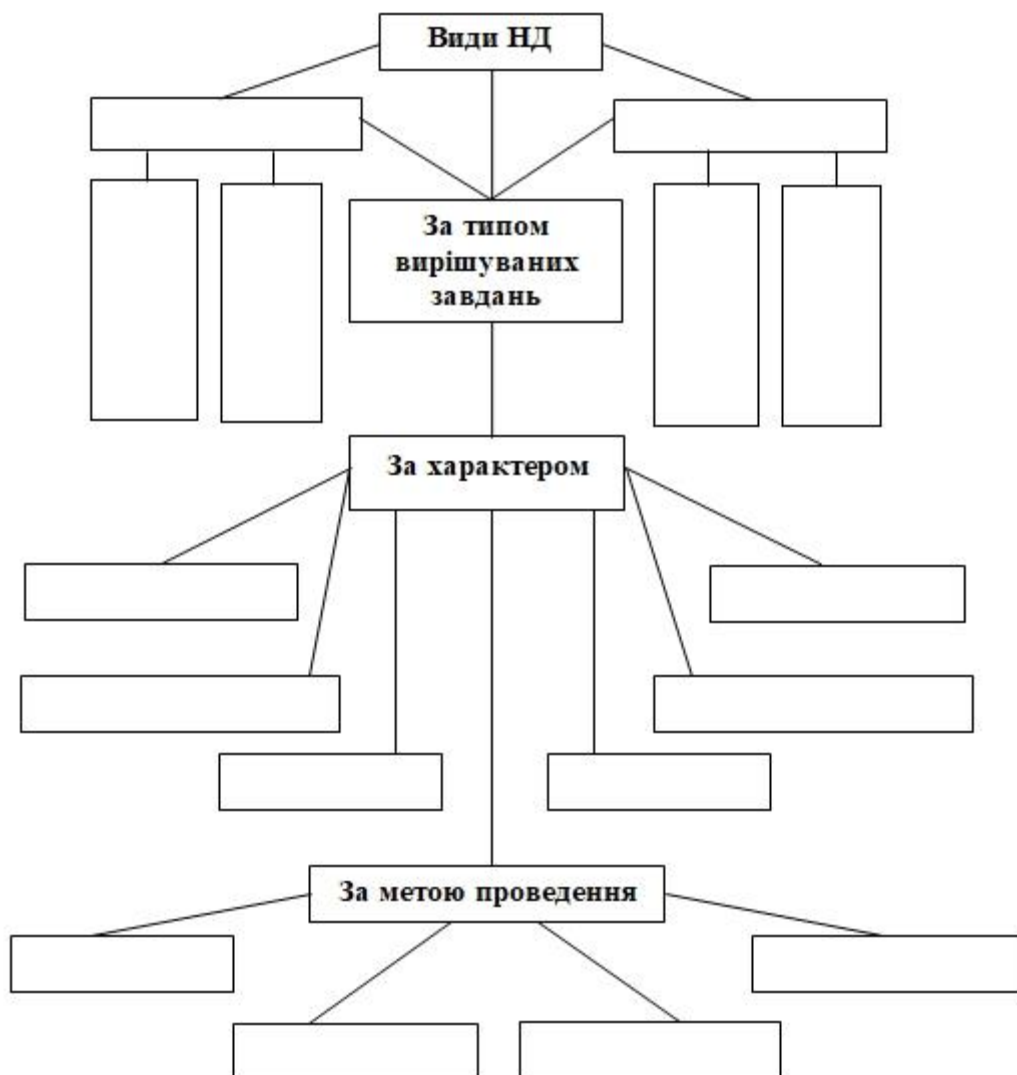 Види НД
За типом
вирішуваних
завдань
За характером
За метою проведення